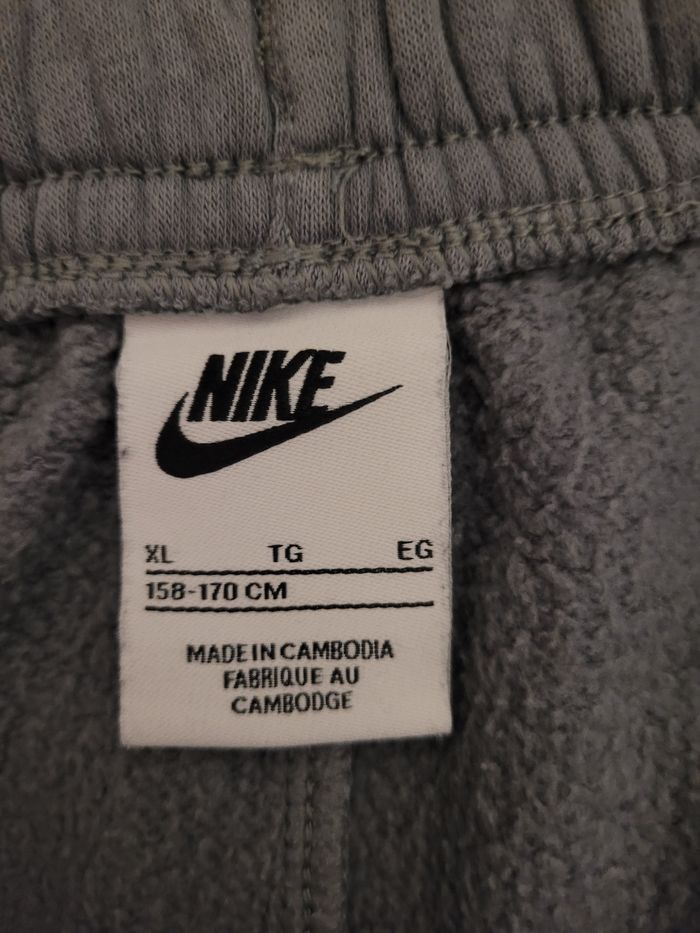 NIKE
XL TG EG
158-170 CM
MADE IN CAMBODIA
FABRIQUE AU
CAMBODGE